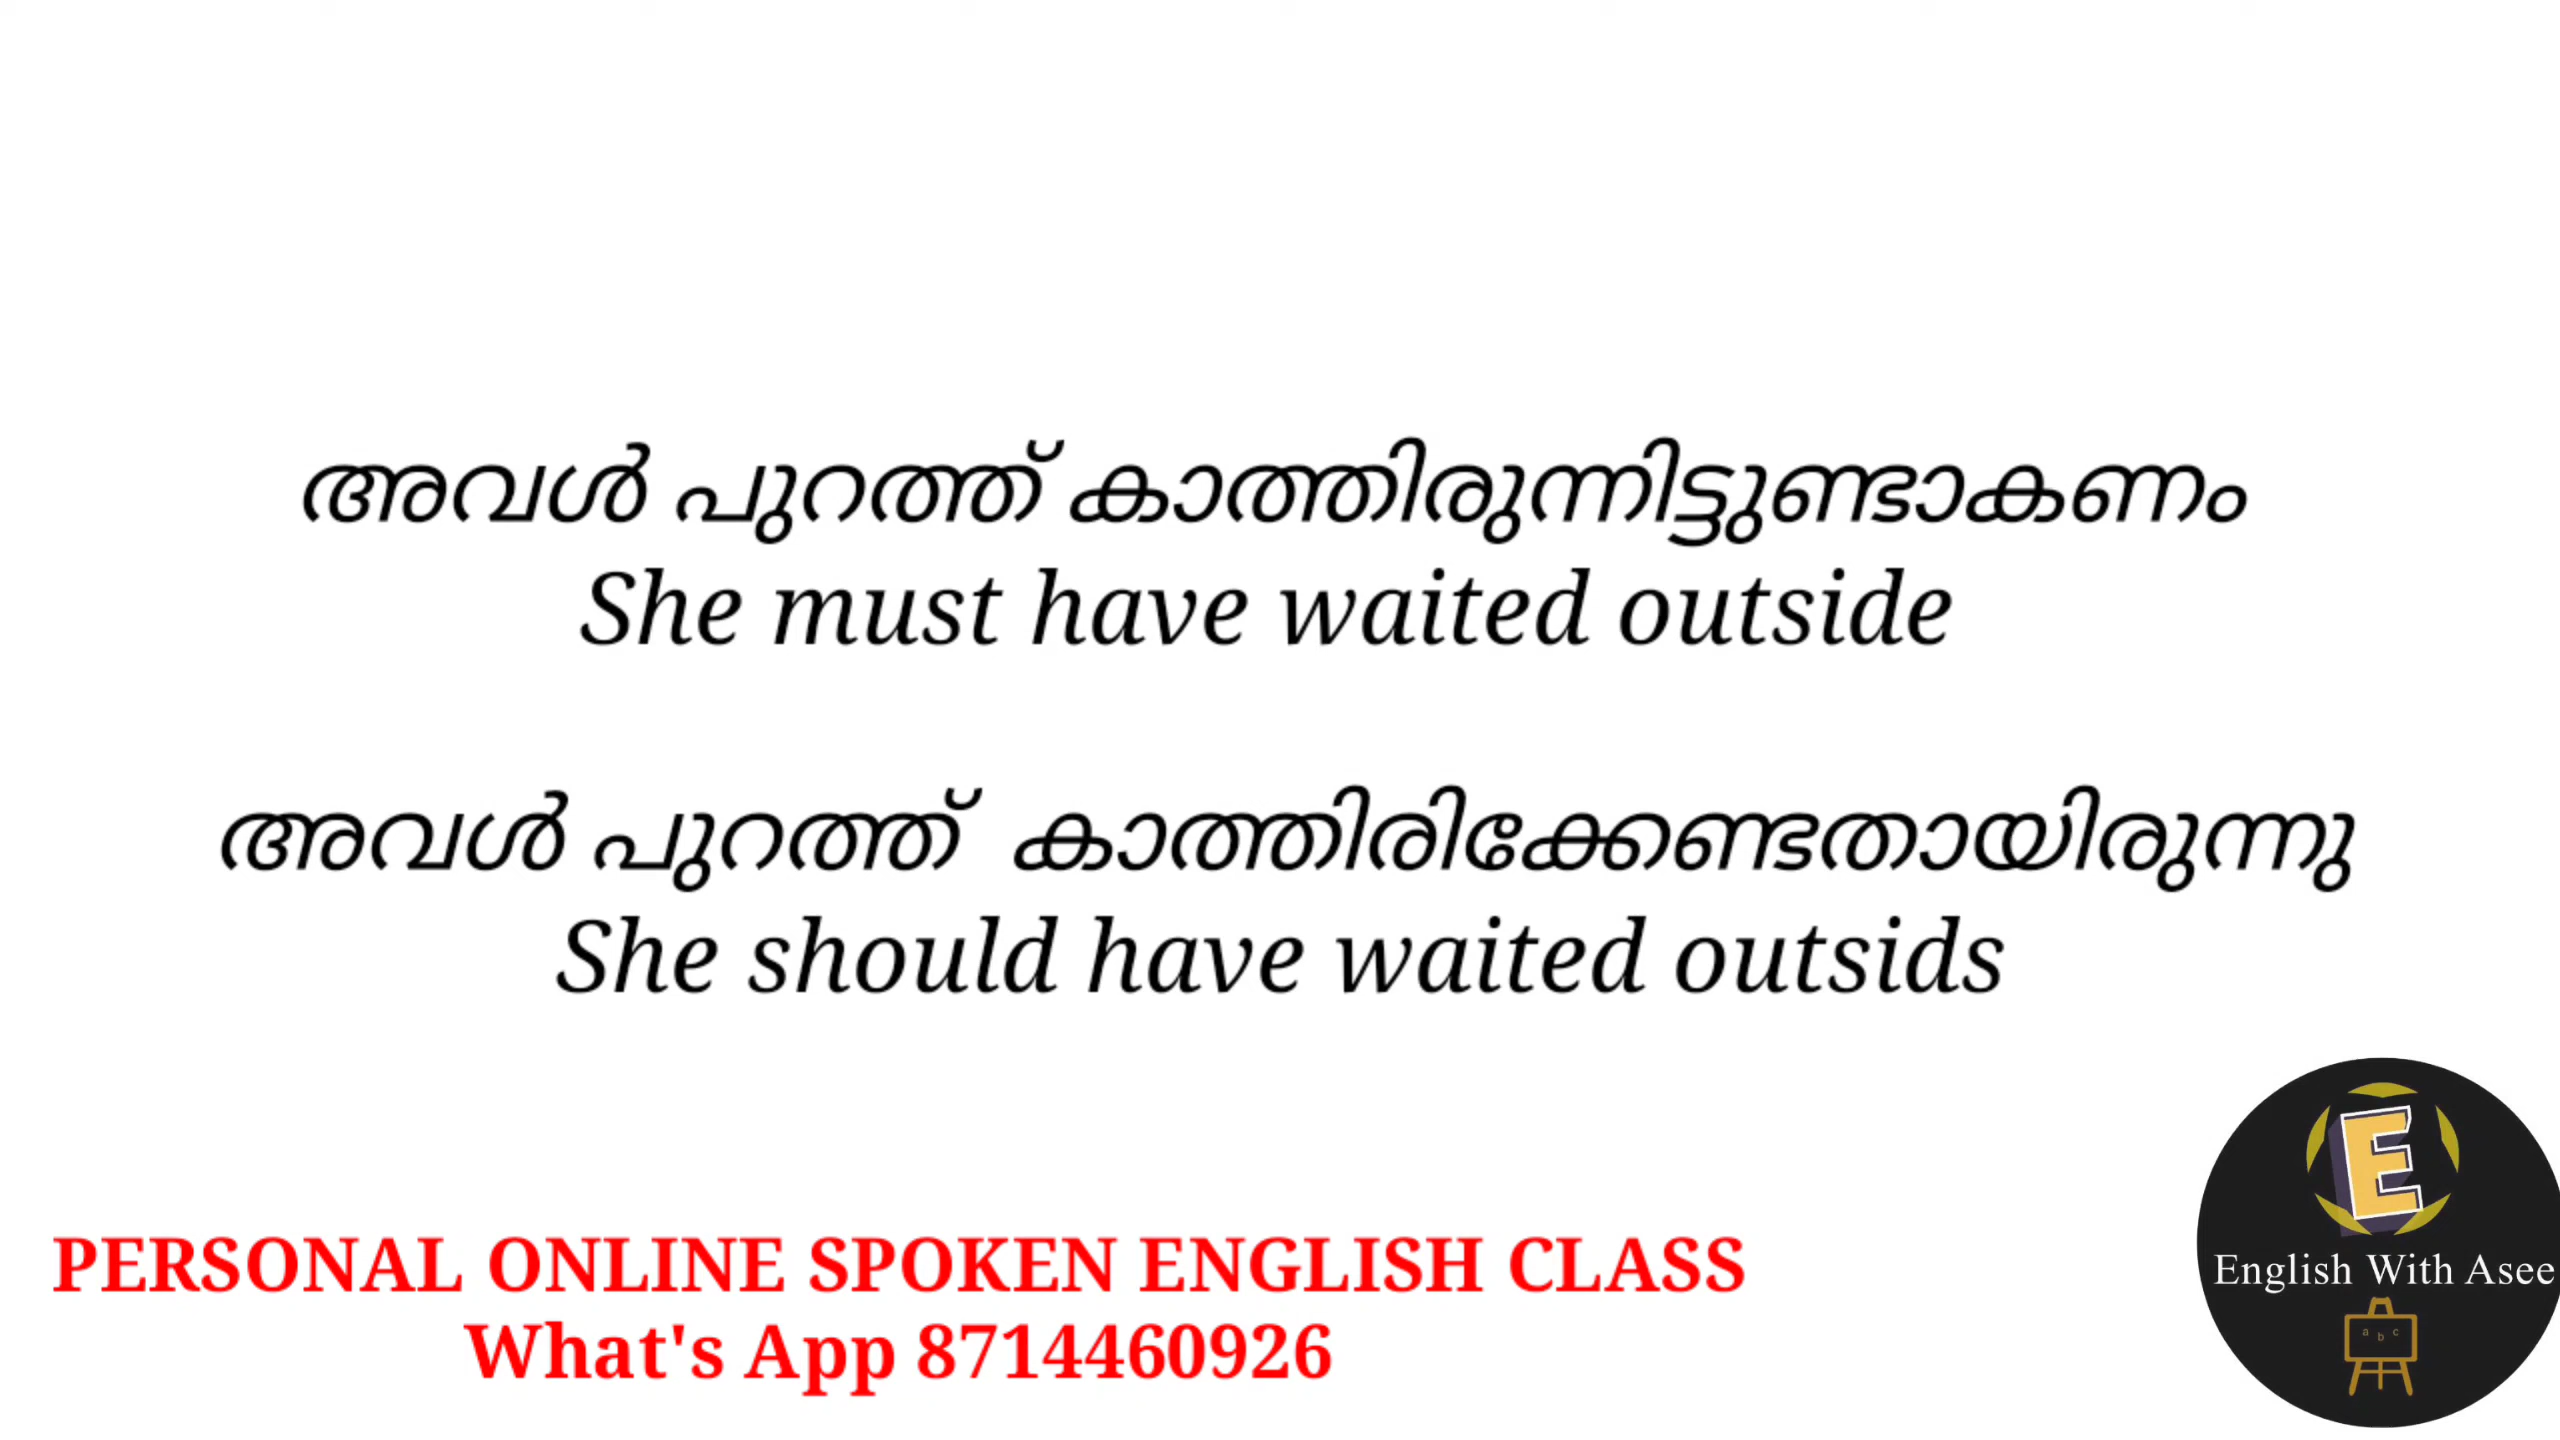 അവൾ പുറത്ത് കാത്തിരുന്നിട്ടുണ്ടാകണം
She must have waited outside
അവൾ പുറത്ത്  കാത്തിരിക്കേണ്ടതായിരുന്നു
She should have waited outsids
PERSONAL ONLINE SPOKEN ENGLISH CLASS
What's App 8714460926
E
English With Asee
a b c